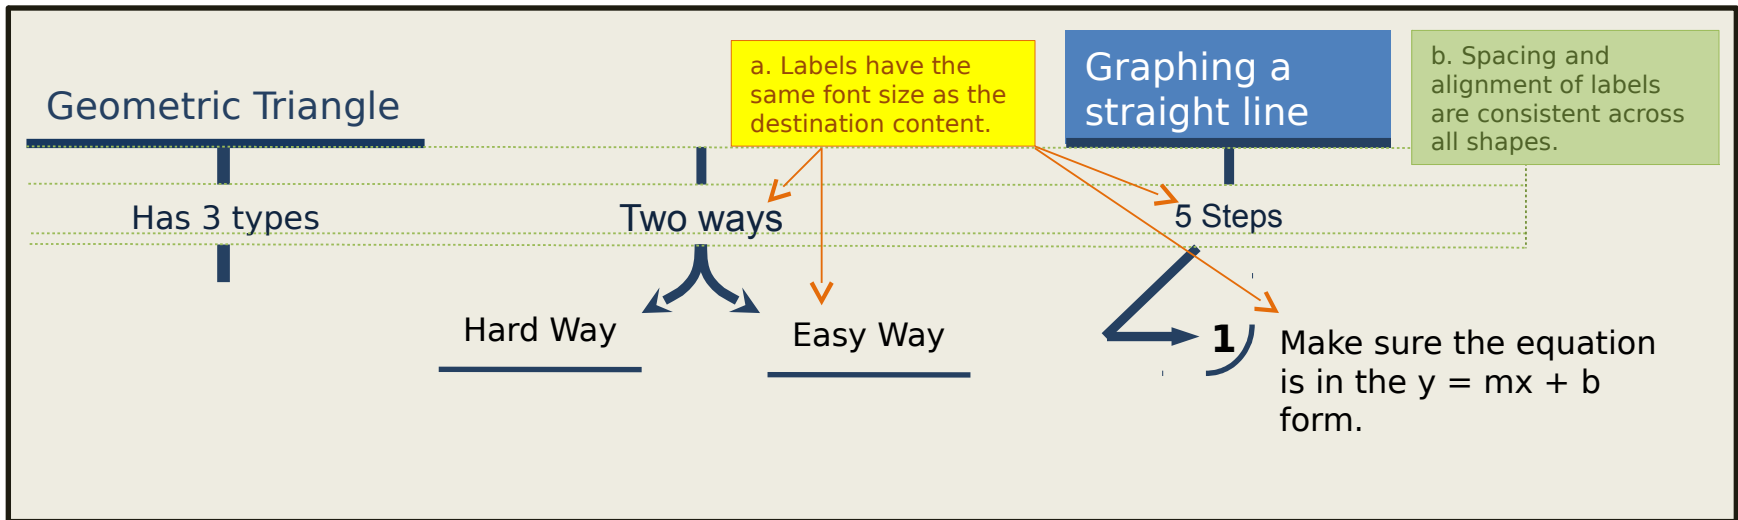 Geometric Triangle
a. Labels have the
same font size as the
destination content.
Graphing a
straight line
b. Spacing and
alignment of labels
are consistent across
all shapes.
Has 3 types
Two ways
5 Steps
Hard Way
Easy Way
1
Make sure the equation
is in the y = mx + b
form.